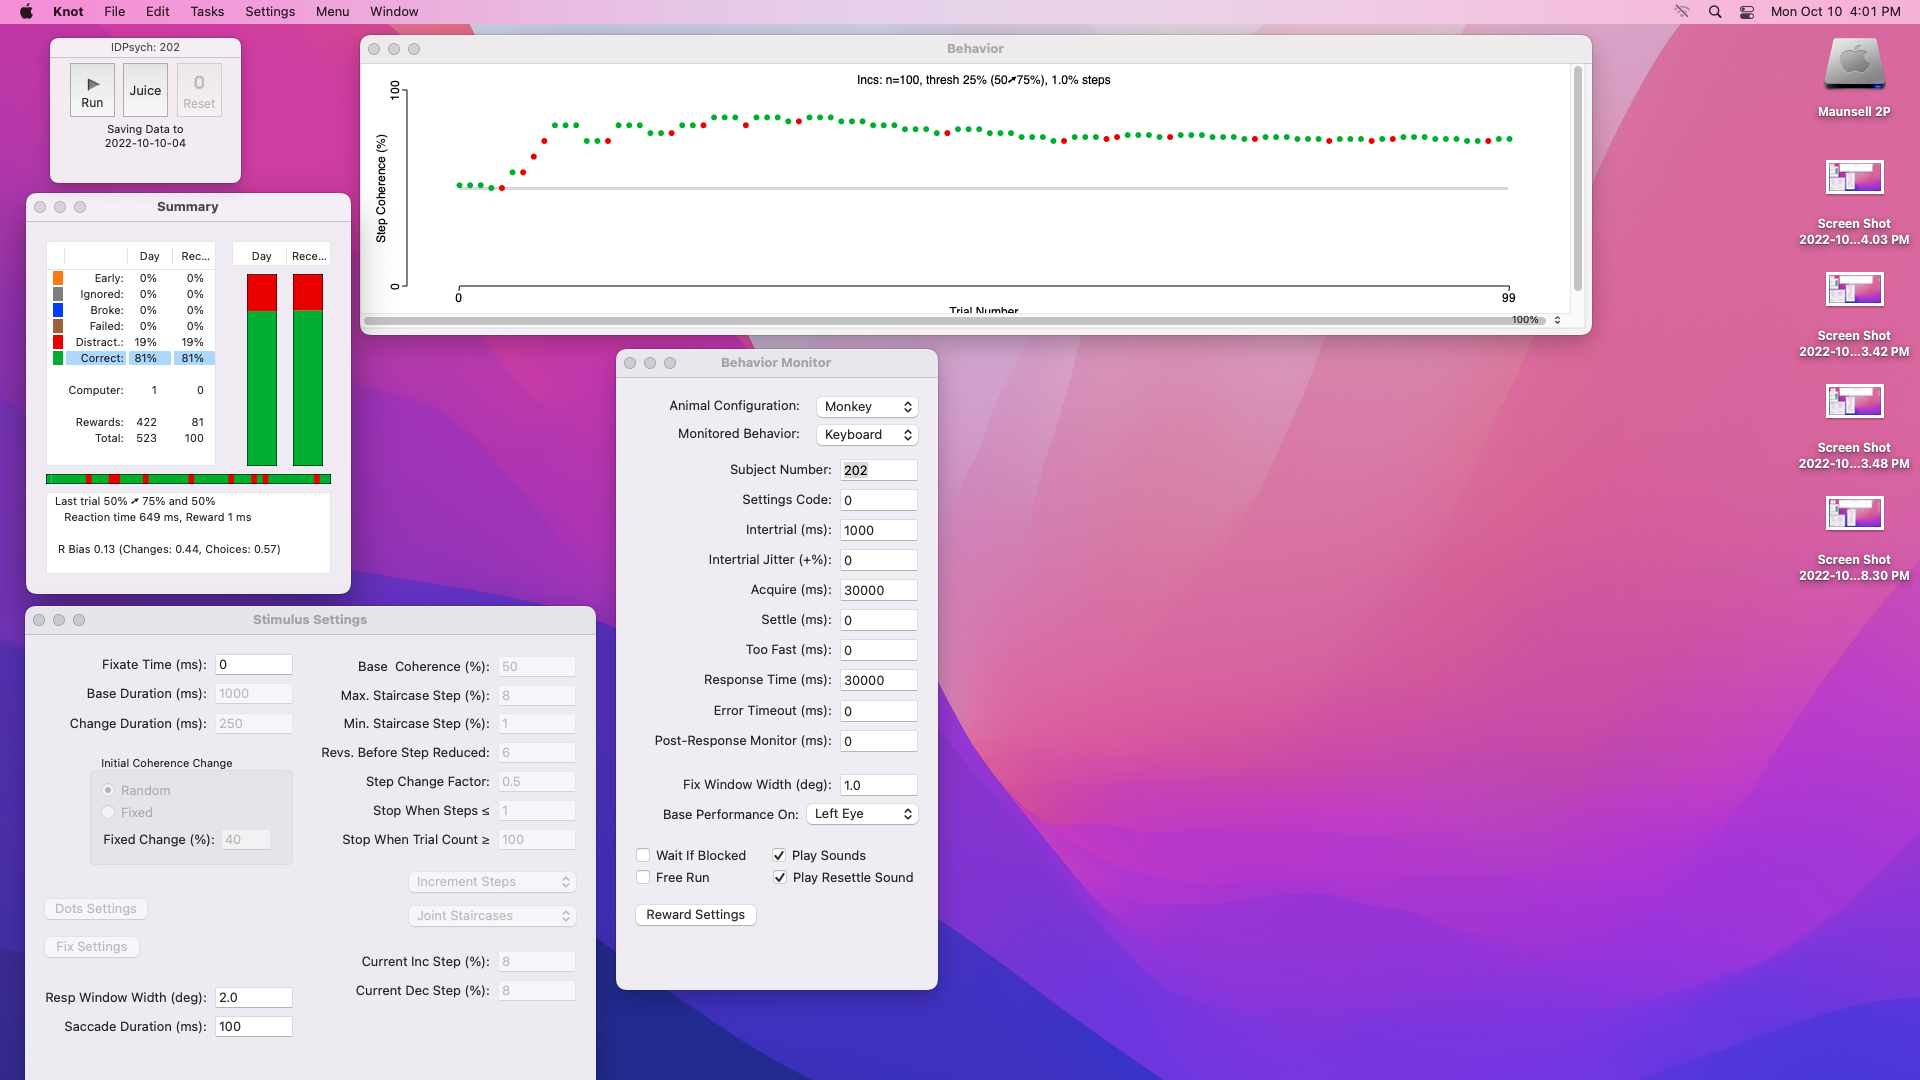 Knot File Edit Tasks Settings Menu Window Mon Oct 10 4:01 PM
IDPsych: 202
Run
Juice
0
Reset
Saving Data to
2022-10-10-04
Summary
Day Rec... Day Rece...
Early: 0% 0%
Ignored: 0% 0%
Broke: 0% 0%
Failed: 0% 0%
Distract.: 19% 19%
Correct: 81% 81%
Computer: 1 0
Rewards: 422 81
Total: 523 100
Last trial 50% ➚ 75% and 50%
Reaction time 649 ms, Reward 1 ms
R Bias 0.13 (Changes: 0.44, Choices: 0.57)
Behavior
Incs: n=100, thresh 25% (50➚75%), 1.0% steps
100
Step Coherence (%)
0
0
99
Trial Number
100%
Behavior Monitor
Animal Configuration: Monkey
Monitored Behavior: Keyboard
Subject Number: 202
Settings Code: 0
Intertrial (ms): 1000
Intertrial Jitter (+%): 0
Acquire (ms): 30000
Settle (ms): 0
Too Fast (ms): 0
Response Time (ms): 30000
Error Timeout (ms): 0
Post-Response Monitor (ms): 0
Fix Window Width (deg): 1.0
Base Performance On: Left Eye
Wait If Blocked Play Sounds
Free Run Play Resettle Sound
Reward Settings
Stimulus Settings
Fixate Time (ms): 0
Base Duration (ms): 1000
Change Duration (ms): 250
Initial Coherence Change
Random
Fixed
Fixed Change (%): 40
Dots Settings
Fix Settings
Resp Window Width (deg): 2.0
Saccade Duration (ms): 100
Base Coherence (%): 50
Max. Staircase Step (%): 8
Min. Staircase Step (%): 1
Revs. Before Step Reduced: 6
Step Change Factor: 0.5
Stop When Steps ≤ 1
Stop When Trial Count ≥ 100
Increment Steps
Joint Staircases
Current Inc Step (%): 8
Current Dec Step (%): 8
Maunsell 2P
Screen Shot
2022-10...4.03 PM
Screen Shot
2022-10...3.42 PM
Screen Shot
2022-10...3.48 PM
Screen Shot
2022-10...8.30 PM